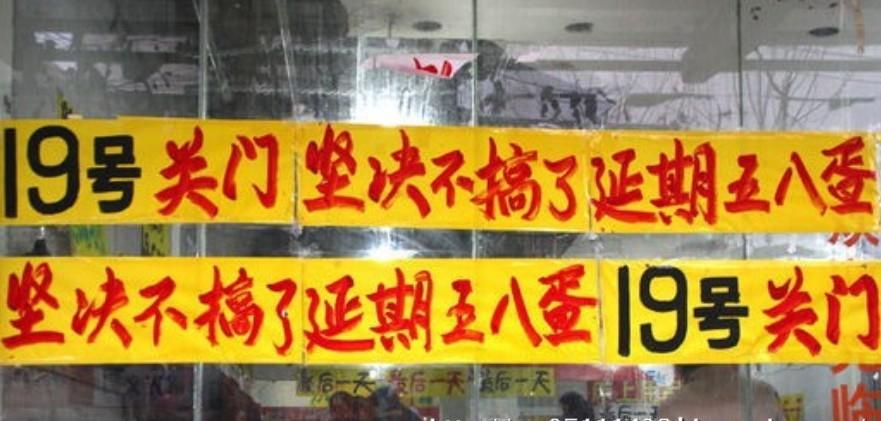 19号关门 坚决不搞了 延期五八蛋
坚决不搞了 延期五八蛋 19号关门
最后一天 最后一天 最后一天